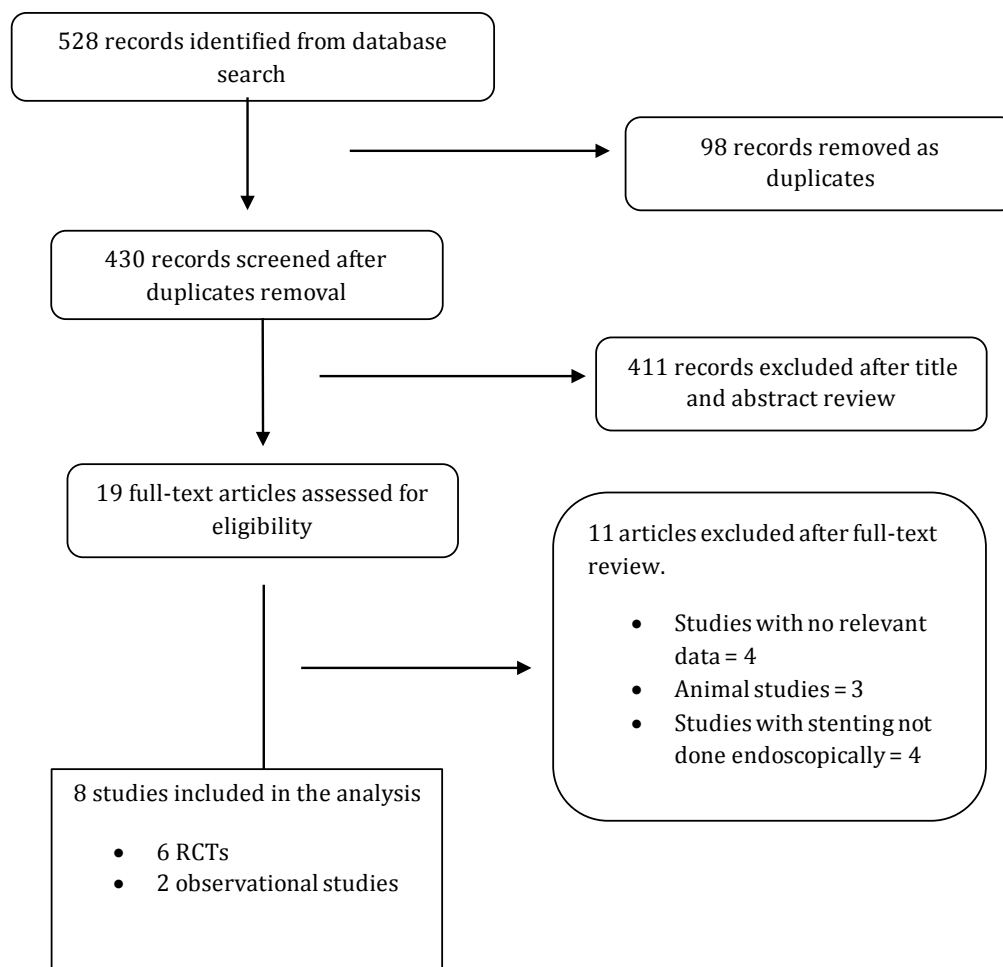 528 records identified from database
search
98 records removed as
duplicates
430 records screened after
duplicates removal
411 records excluded after title
and abstract review
19 full-text articles assessed for
eligibility
11 articles excluded after full-text
review.
• Studies with no relevant
data = 4
• Animal studies = 3
• Studies with stenting not
done endoscopically = 4
8 studies included in the analysis
• 6 RCTs
• 2 observational studies